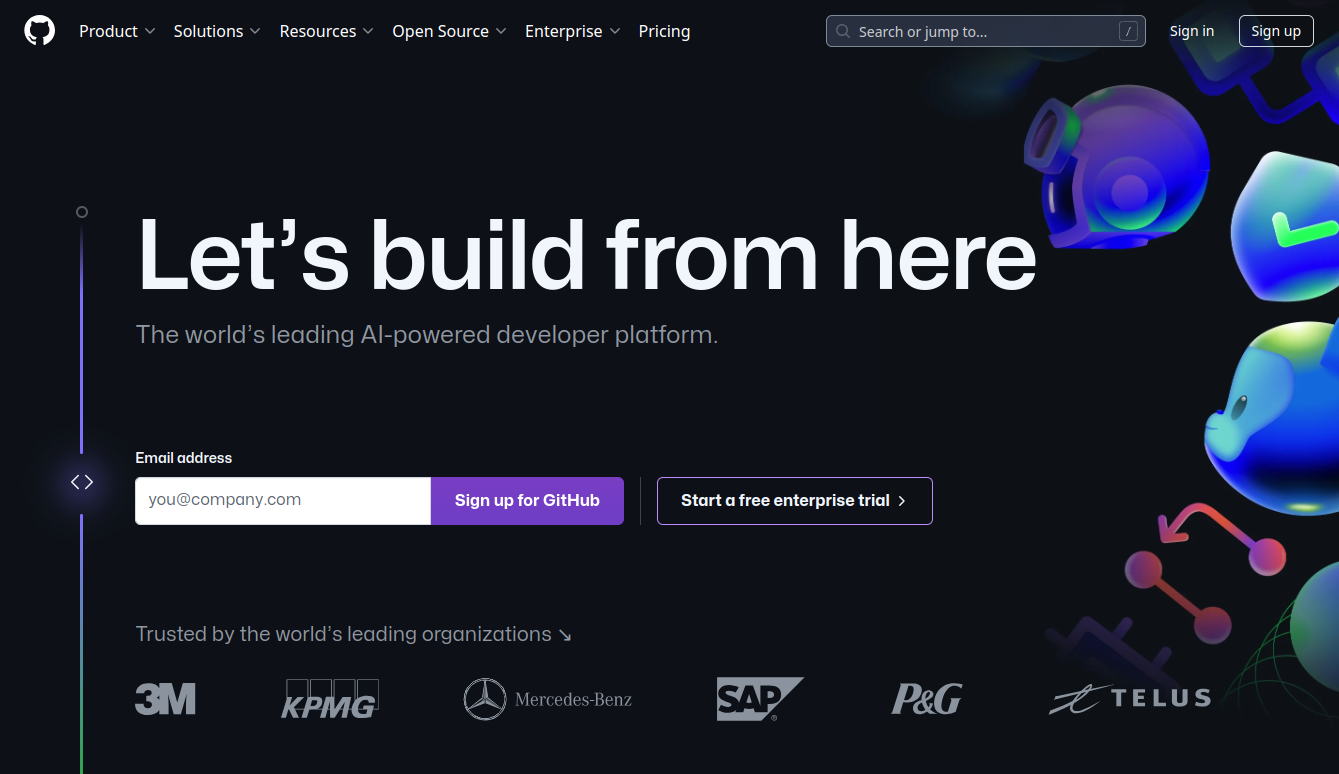 Product Solutions Resources Open Source Enterprise Pricing Search or jump to... / Sign in Sign up
Let’s build from here
The world’s leading AI-powered developer platform.
Email address
you@company.com Sign up for GitHub Start a free enterprise trial
Trusted by the world’s leading organizations ↘
3M KPMG Mercedes-Benz SAP® P&G TELUS